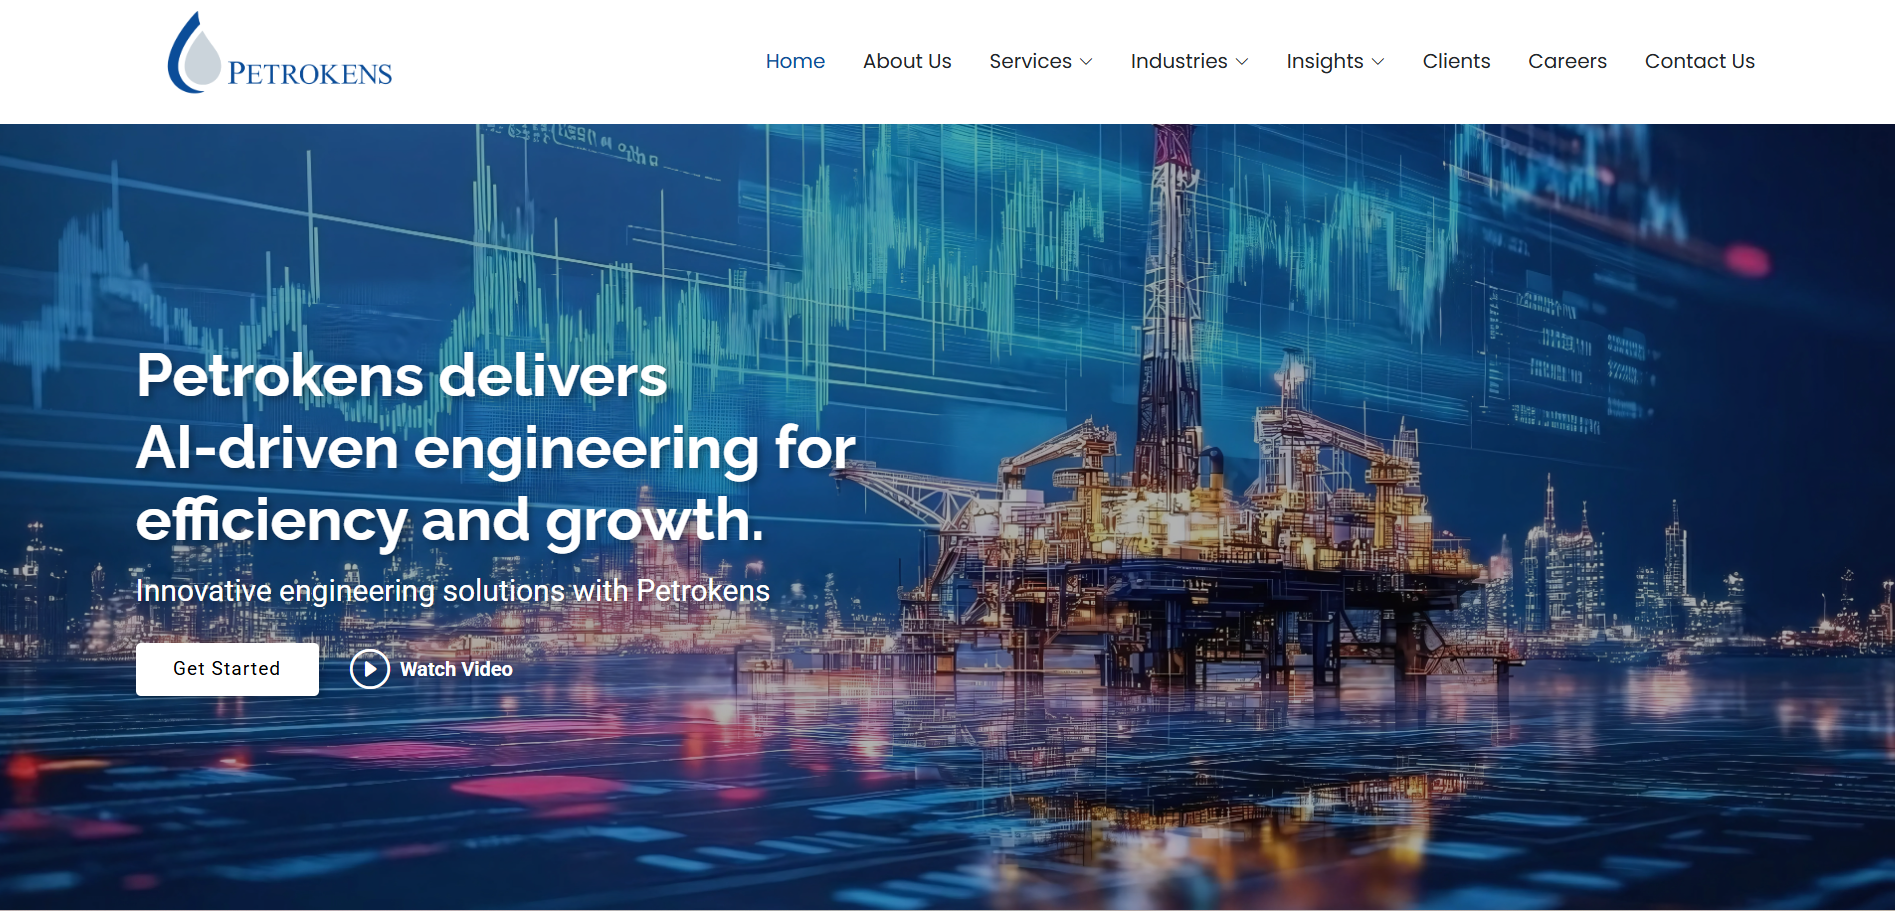 PETROKENS
Home About Us Services Industries Insights Clients Careers Contact Us
Petrokens delivers
AI-driven engineering for
efficiency and growth.
Innovative engineering solutions with Petrokens
Get Started Watch Video